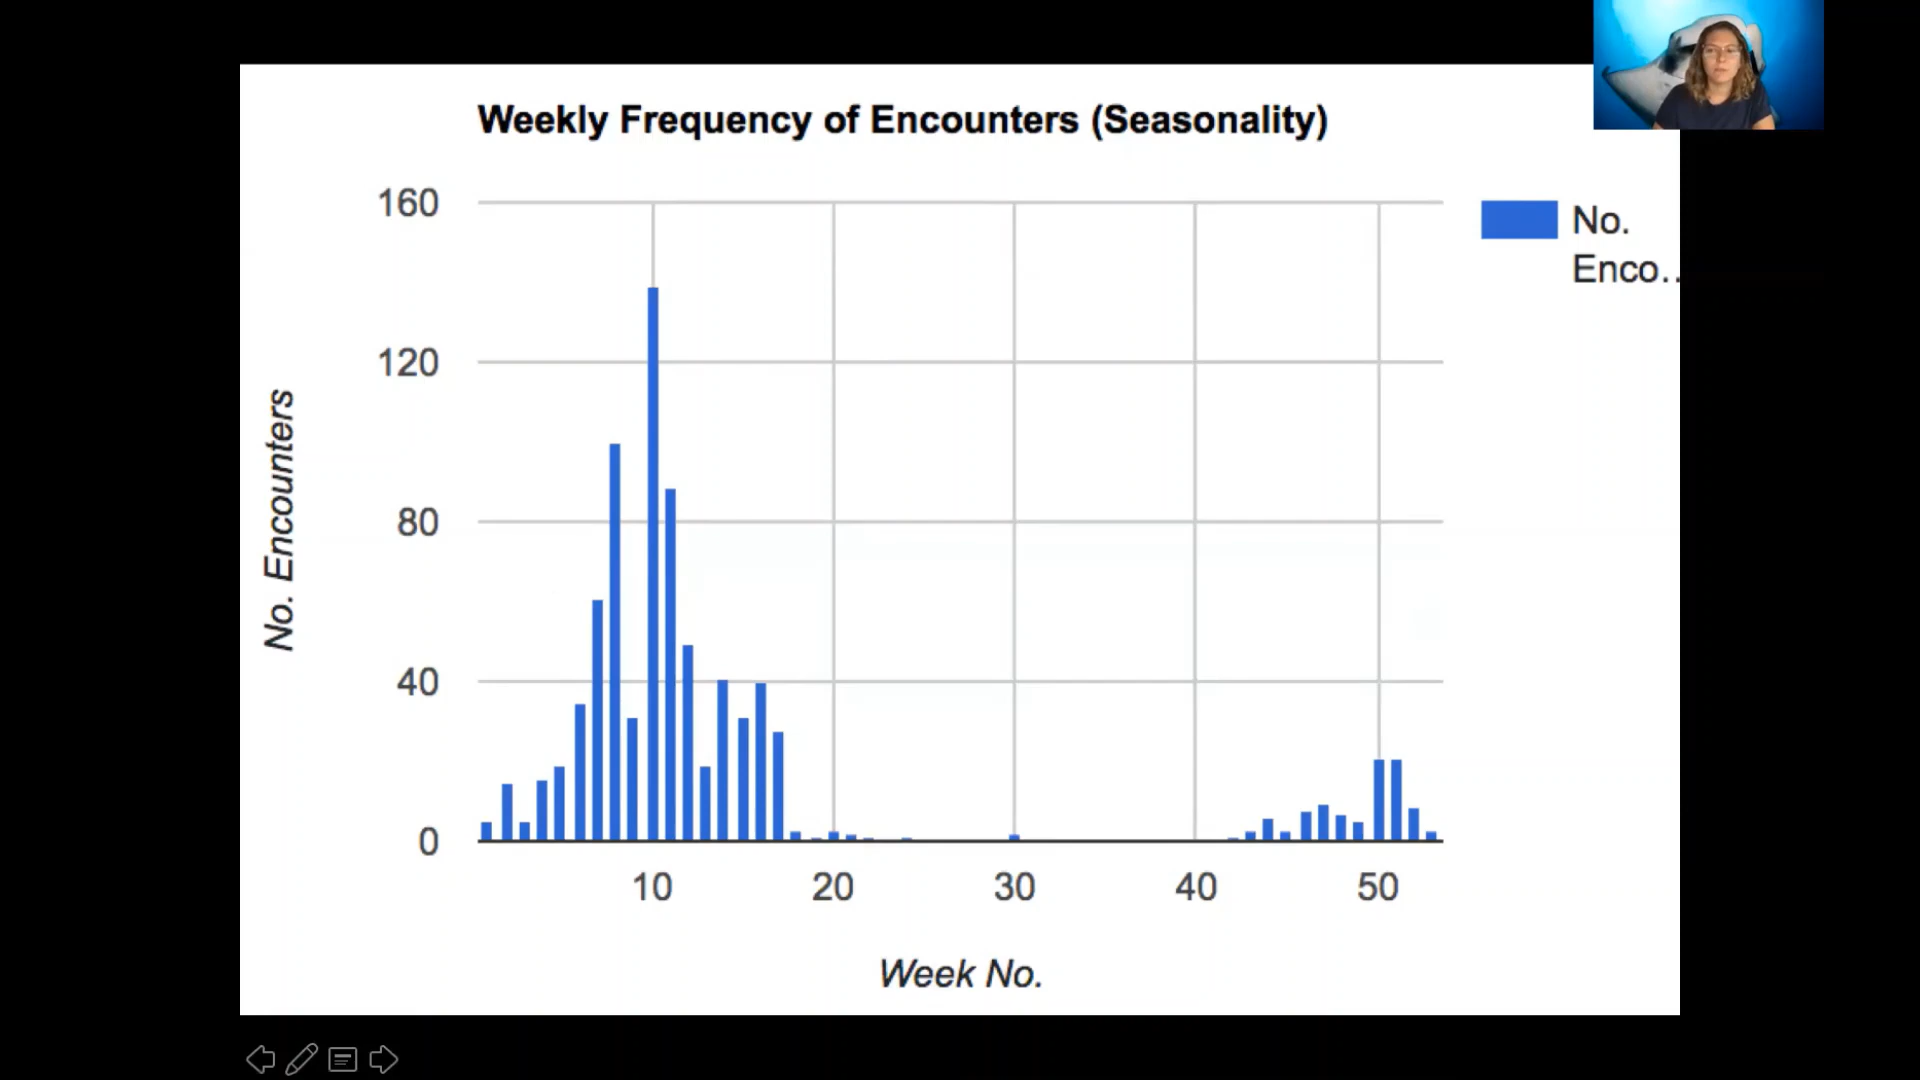 Weekly Frequency of Encounters (Seasonality)
160
120
80
40
0
No. Encounters
10 20 30 40 50
Week No.
No.
Enco..